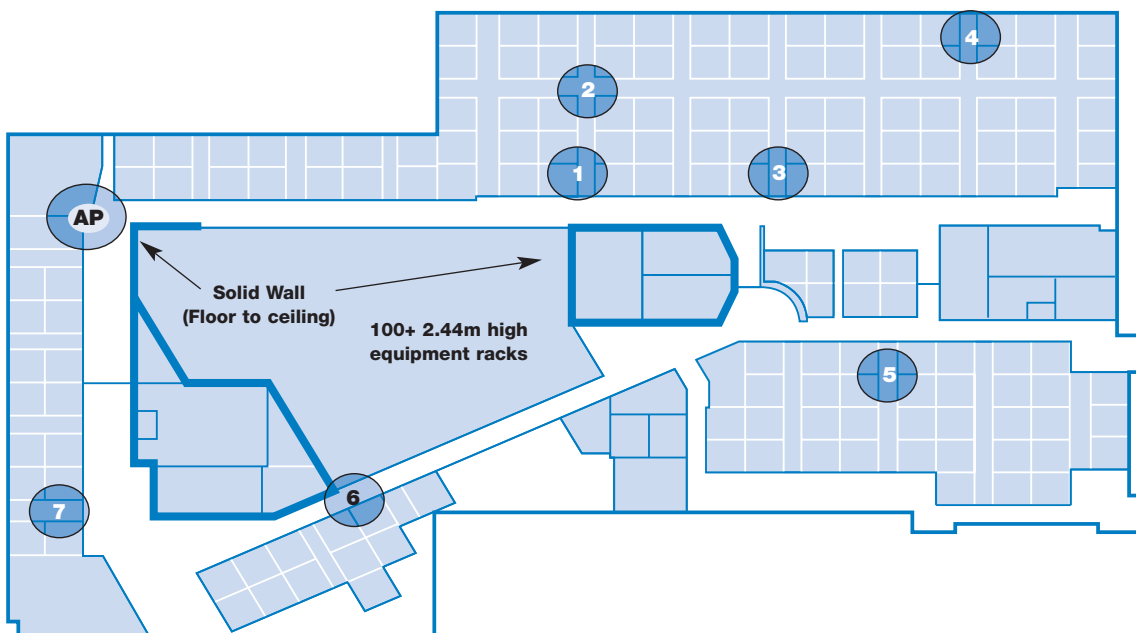 4
2
1
3
AP
Solid Wall
(Floor to ceiling)
100+ 2.44m high
equipment racks
5
6
7